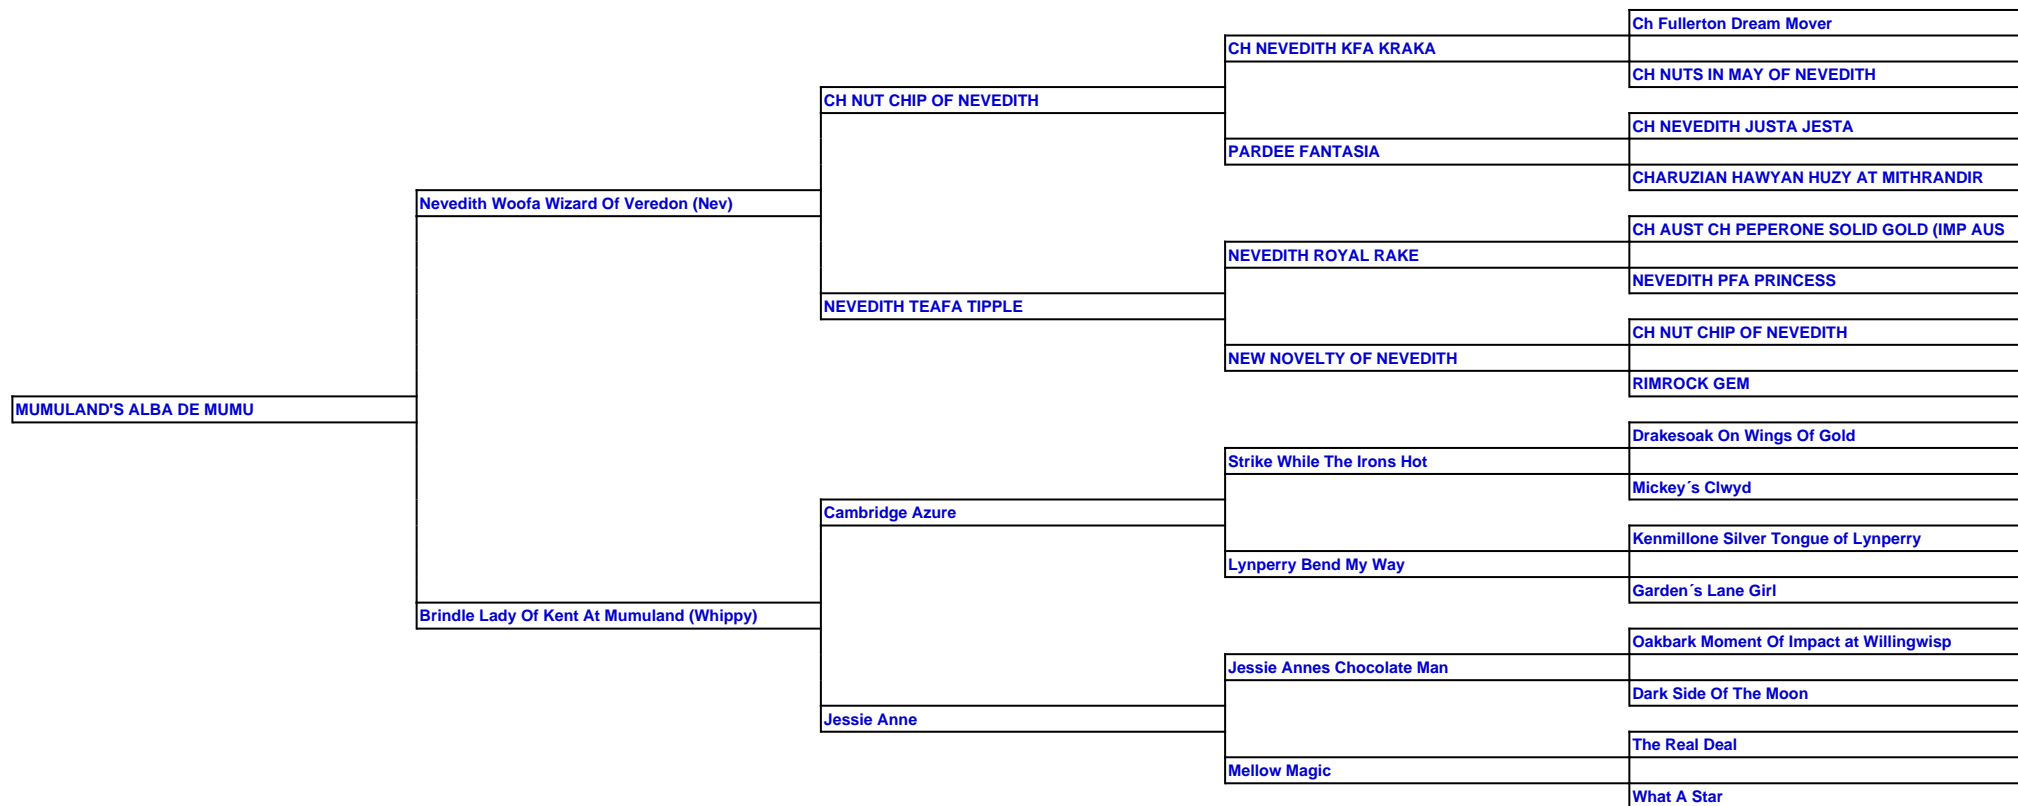 Ch Fullerton Dream Mover
CH NEVEDITH KFA KRAKA
CH NUTS IN MAY OF NEVEDITH
CH NUT CHIP OF NEVEDITH
CH NEVEDITH JUSTA JESTA
PARDEE FANTASIA
CHARUZIAN HAWYAN HUZY AT MITHRANDIR
Nevedith Woofa Wizard Of Veredon (Nev)
CH AUST CH PEPERONE SOLID GOLD (IMP AUS
NEVEDITH ROYAL RAKE
NEVEDITH PFA PRINCESS
NEVEDITH TEAFA TIPPLE
CH NUT CHIP OF NEVEDITH
NEW NOVELTY OF NEVEDITH
RIMROCK GEM
MUMULAND'S ALBA DE MUMU
Drakesoak On Wings Of Gold
Strike While The Irons Hot
Mickey´s Clwyd
Cambridge Azure
Kenmillone Silver Tongue of Lynperry
Lynperry Bend My Way
Garden´s Lane Girl
Brindle Lady Of Kent At Mumuland (Whippy)
Oakbark Moment Of Impact at Willingwisp
Jessie Annes Chocolate Man
Dark Side Of The Moon
Jessie Anne
The Real Deal
Mellow Magic
What A Star